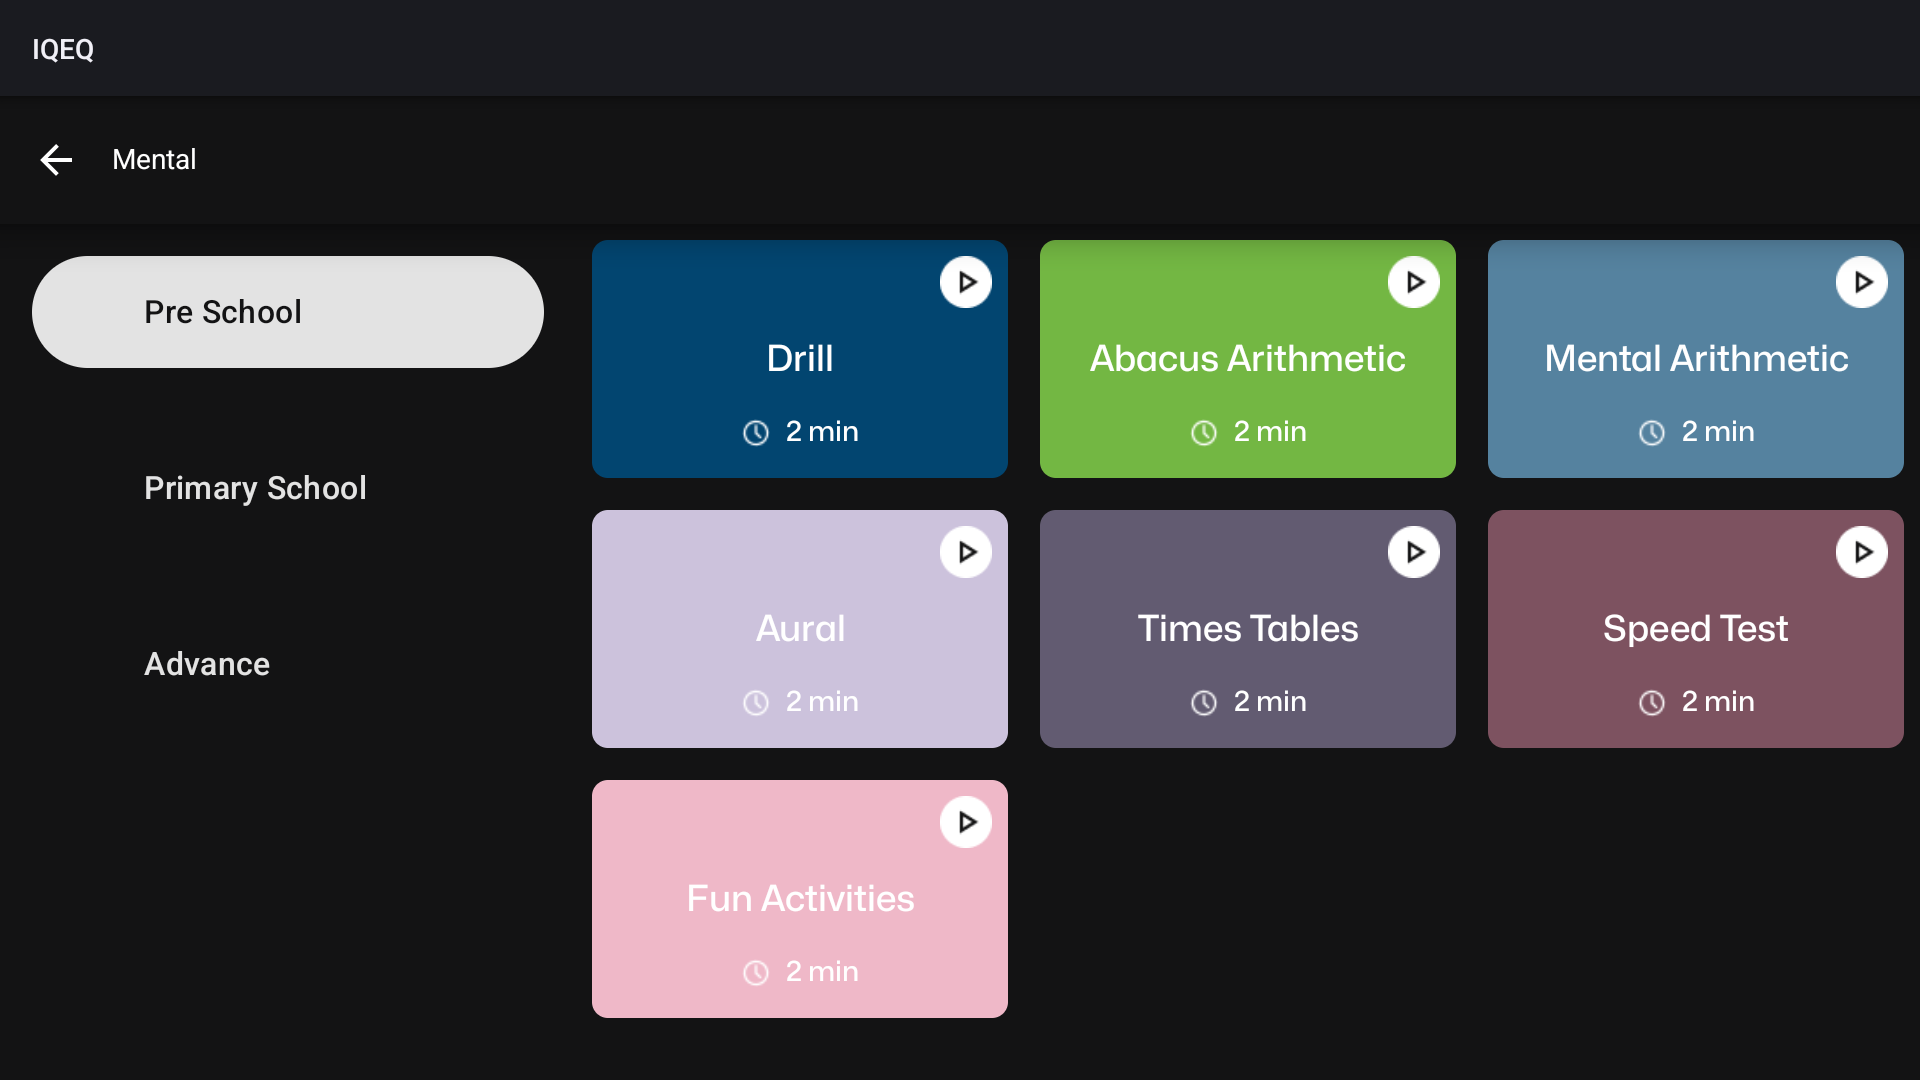 IQEQ
Mental
Pre School
Primary School
Advance
Drill
2 min
Abacus Arithmetic
2 min
Mental Arithmetic
2 min
Aural
2 min
Times Tables
2 min
Speed Test
2 min
Fun Activities
2 min